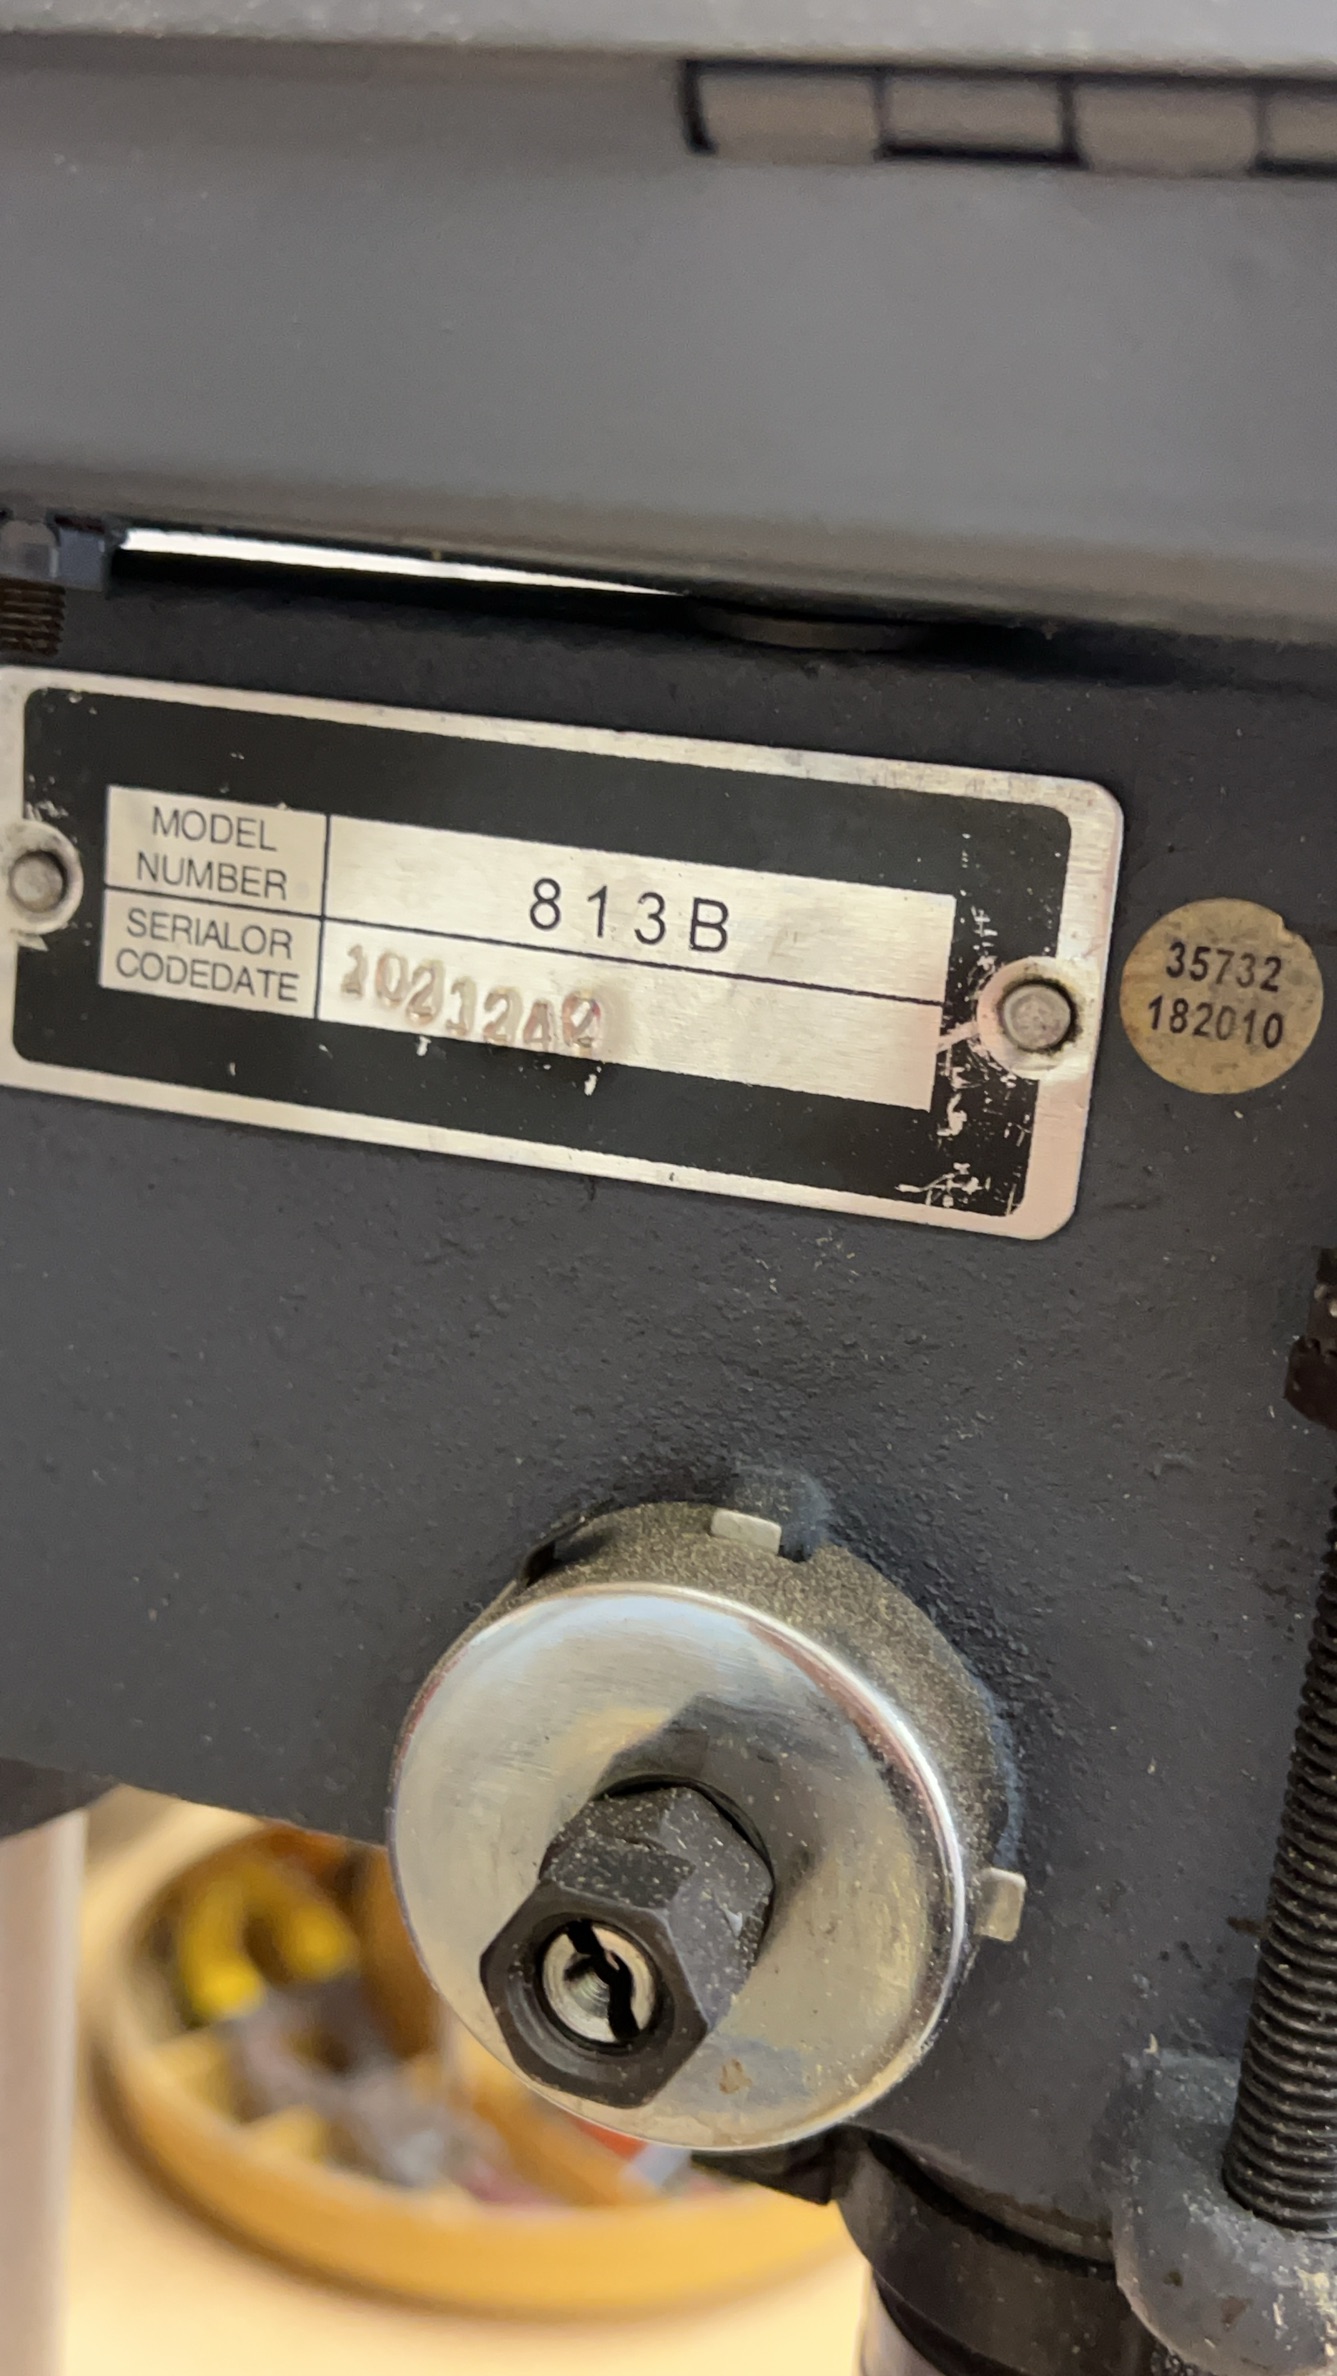 MODEL
NUMBER
813B
SERIALOR
CODEDATE
35732
182010